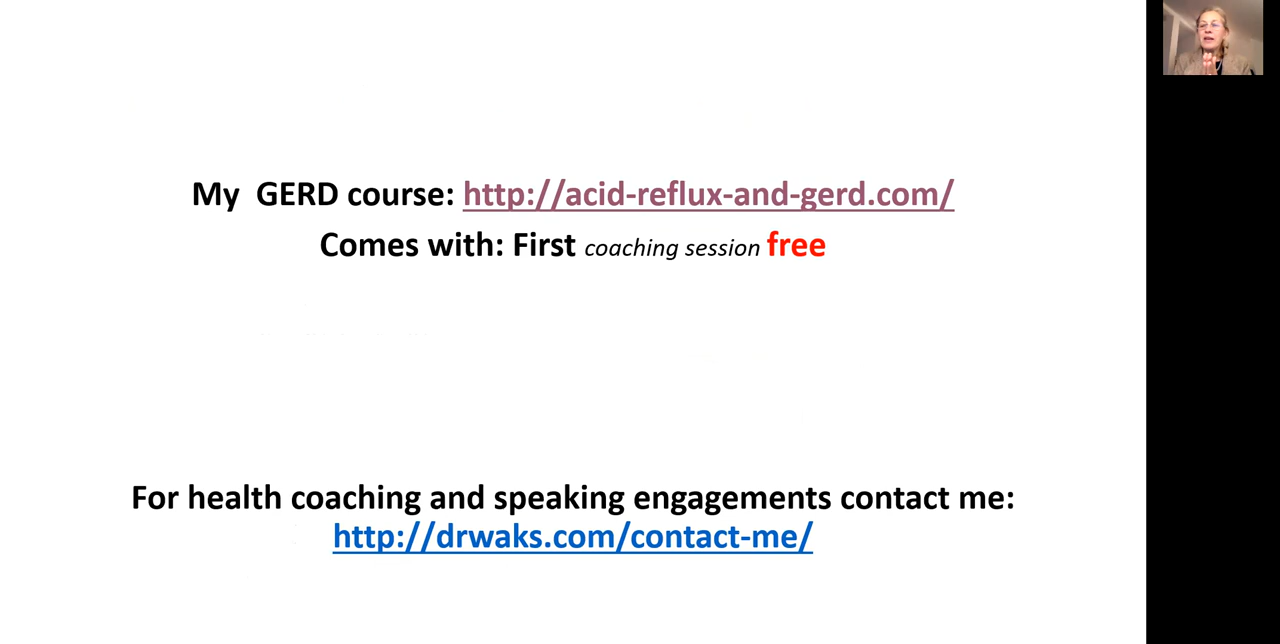 My  GERD course: http://acid-reflux-and-gerd.com/
Comes with: First coaching session free
For health coaching and speaking engagements contact me:
http://drwaks.com/contact-me/